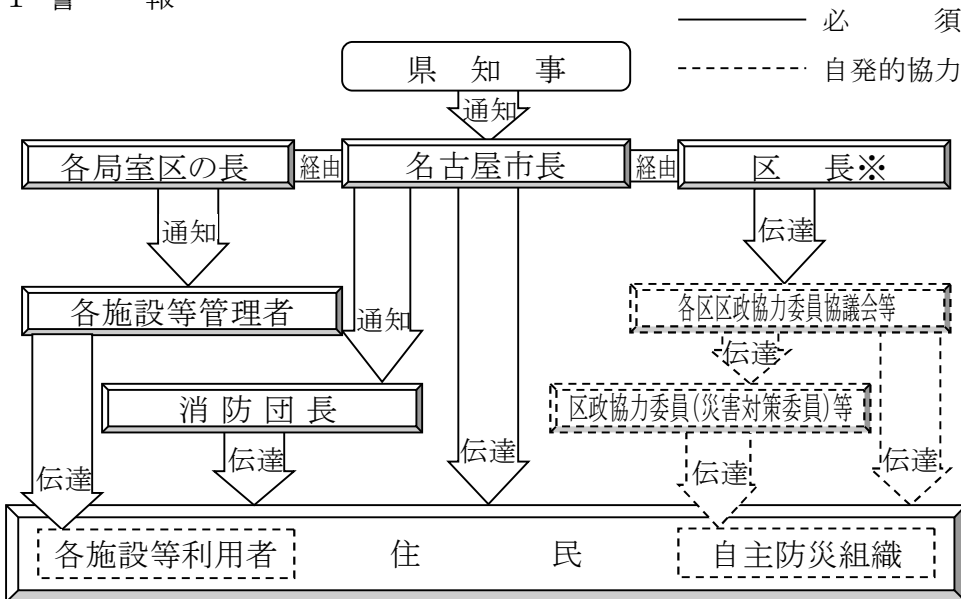 1 警 報
必 須
自発的協力
県 知 事
通知
各局室区の長 経由 名古屋市長 経由 区 長※
通知
伝達
各施設等管理者
通知
各区区政協力委員協議会等
伝達
消 防 団 長
区政協力委員(災害対策委員)等
伝達
伝達
伝達
伝達
伝達
各施設等利用者 住 民 自主防災組織